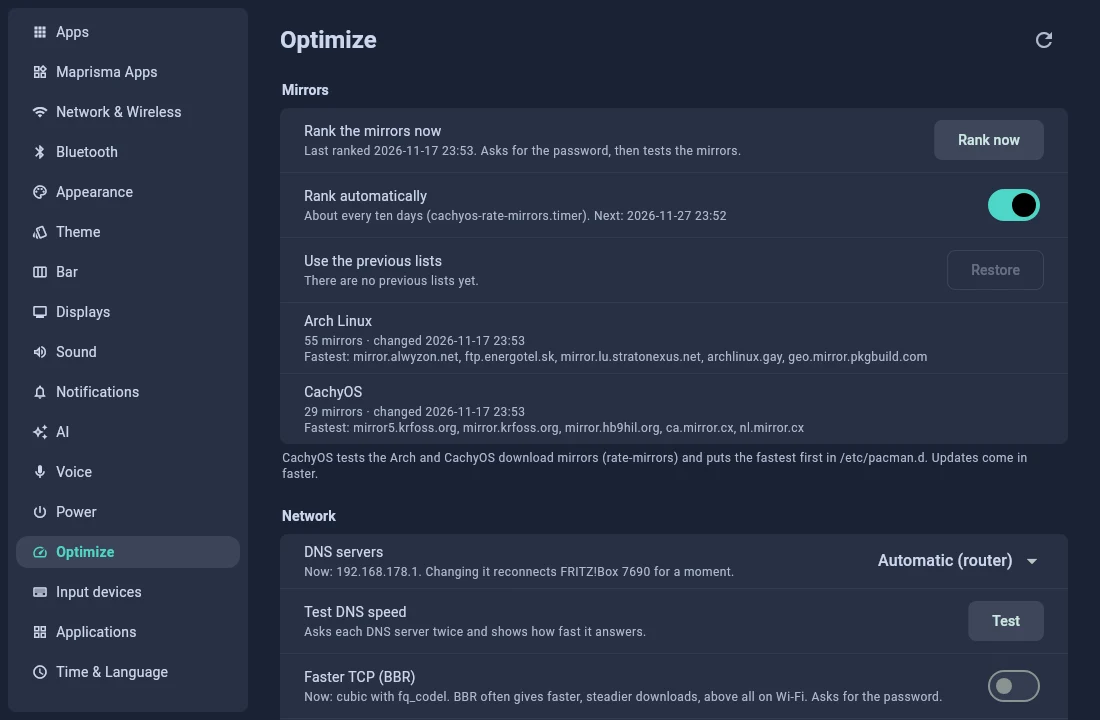 Apps
Maprisma Apps
Network & Wireless
Bluetooth
Appearance
Theme
Bar
Displays
Sound
Notifications
AI
Voice
Power
Optimize
Input devices
Applications
Time & Language
Optimize
Mirrors
Rank the mirrors now
Last ranked 2026-11-17 23:53. Asks for the password, then tests the mirrors.
Rank now
Rank automatically
About every ten days (cachyos-rate-mirrors.timer). Next: 2026-11-27 23:52
Use the previous lists
There are no previous lists yet.
Restore
Arch Linux
55 mirrors · changed 2026-11-17 23:53
Fastest: mirror.alwyzon.net, ftp.energotel.sk, mirror.lu.stratonexus.net, archlinux.gay, geo.mirror.pkgbuild.com
CachyOS
29 mirrors · changed 2026-11-17 23:53
Fastest: mirror5.krfoss.org, mirror.krfoss.org, mirror.hb9hil.org, ca.mirror.cx, nl.mirror.cx
CachyOS tests the Arch and CachyOS download mirrors (rate-mirrors) and puts the fastest first in /etc/pacman.d. Updates come in
faster.
Network
DNS servers
Now: 192.168.178.1. Changing it reconnects FRITZ!Box 7690 for a moment.
Automatic (router)
Test DNS speed
Asks each DNS server twice and shows how fast it answers.
Test
Faster TCP (BBR)
Now: cubic with fq_codel. BBR often gives faster, steadier downloads, above all on Wi-Fi. Asks for the password.